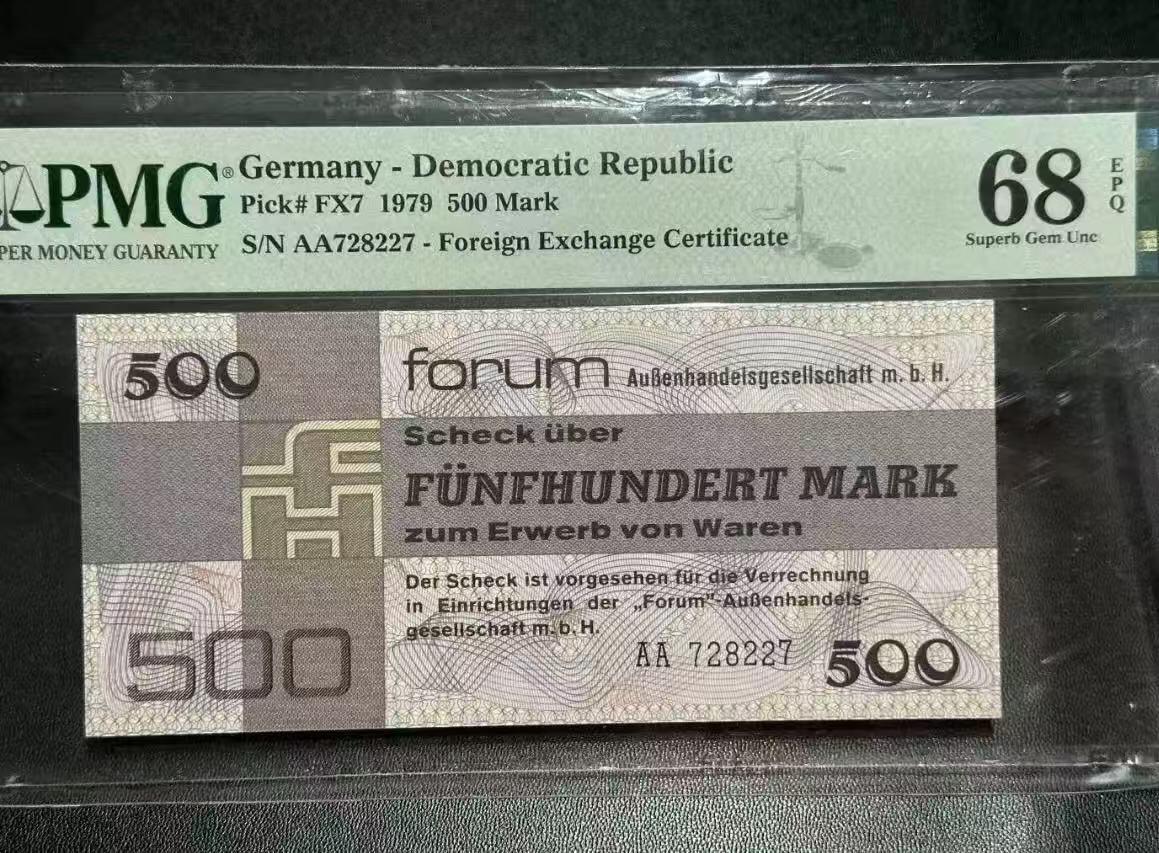 PMG®
PER MONEY GUARANTY
Germany - Democratic Republic
Pick# FX7 1979 500 Mark
S/N AA728227 - Foreign Exchange Certificate
68
EPQ
Superb Gem Unc
500
forum Außenhandelsgesellschaft m. b. H.
Scheck über
FÜNFHUNDERT MARK
zum Erwerb von Waren
Der Scheck ist vorgesehen für die Verrechnung
in Einrichtungen der „Forum"-Außenhandels-
gesellschaft m. b. H.
500
AA 728227
500